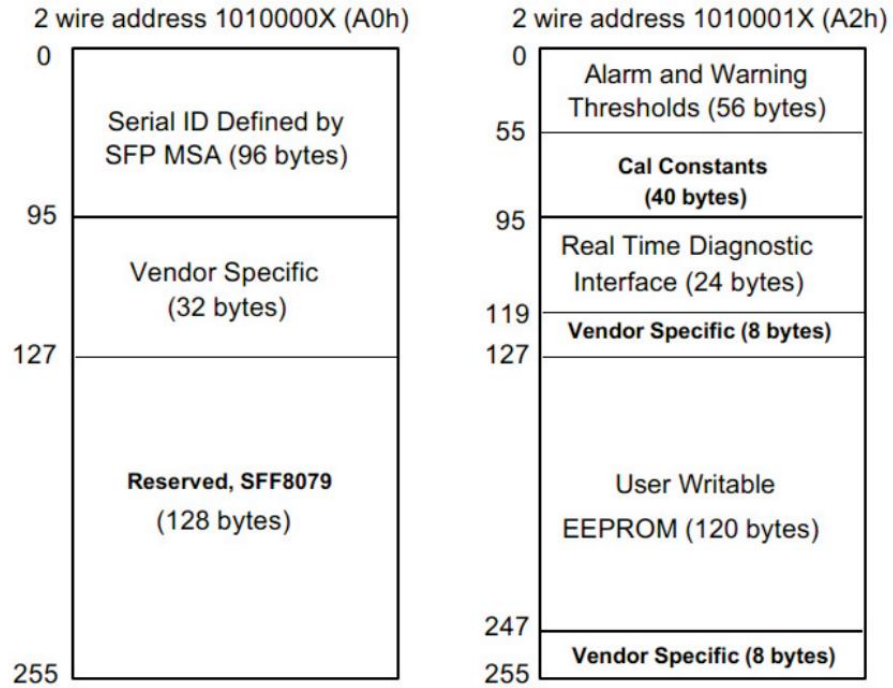 2 wire address 1010000X (A0h)
0
Serial ID Defined by
SFP MSA (96 bytes)
95
Vendor Specific
(32 bytes)
127
Reserved, SFF8079
(128 bytes)
255
2 wire address 1010001X (A2h)
0
Alarm and Warning
Thresholds (56 bytes)
55
Cal Constants
(40 bytes)
95
Real Time Diagnostic
Interface (24 bytes)
119
Vendor Specific (8 bytes)
127
User Writable
EEPROM (120 bytes)
247
Vendor Specific (8 bytes)
255